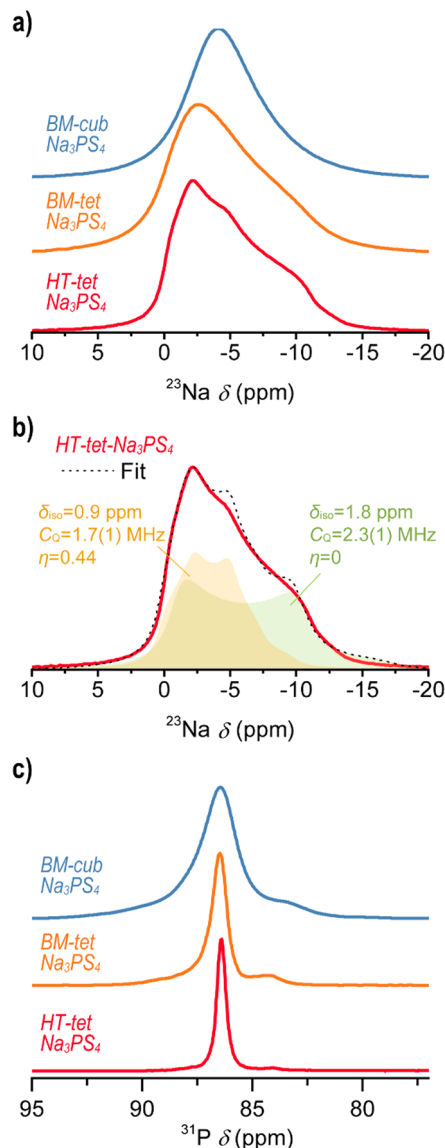 a)
BM-cub
Na₃PS₄
BM-tet
Na₃PS₄
HT-tet
Na₃PS₄
10 5 0 -5 -10 -15 -20
²³Na δ (ppm)
b)
HT-tet-Na₃PS₄
Fit
δiso=0.9 ppm
CQ=1.7(1) MHz
η=0.44
δiso=1.8 ppm
CQ=2.3(1) MHz
η=0
10 5 0 -5 -10 -15 -20
²³Na δ (ppm)
c)
BM-cub
Na₃PS₄
BM-tet
Na₃PS₄
HT-tet
Na₃PS₄
95 90 85 80
³¹P δ (ppm)